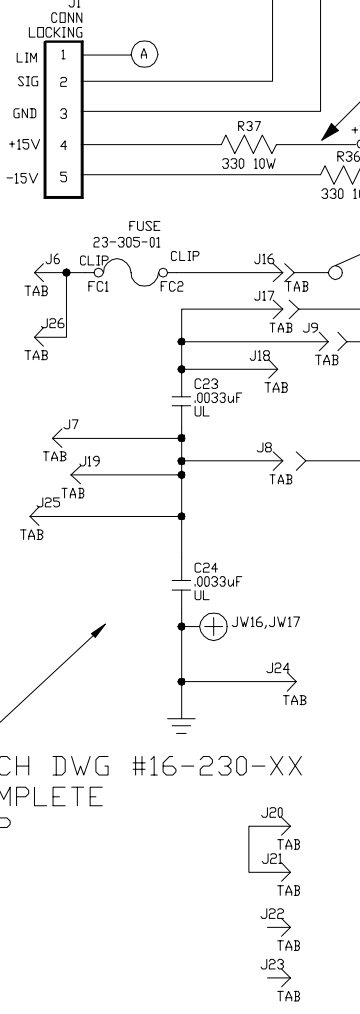 J1
CONN
LOCKING
LIM 1 A
SIG 2
GND 3
+15V 4
-15V 5
R37
330 10W
+
R36
330 10
FUSE
23-305-01
J6 CLIP CLIP J16
TAB FC1 FC2 TAB
J26
TAB
J17
TAB
J9
TAB
J18
TAB
C23
.0033uF
UL
J7
TAB
J19
TAB
J8
TAB
J25
TAB
C24
.0033uF
UL
JW16,JW17
J24
TAB
CH DWG #16-230-XX
MPLETE
J20
TAB
J21
TAB
J22
TAB
J23
TAB